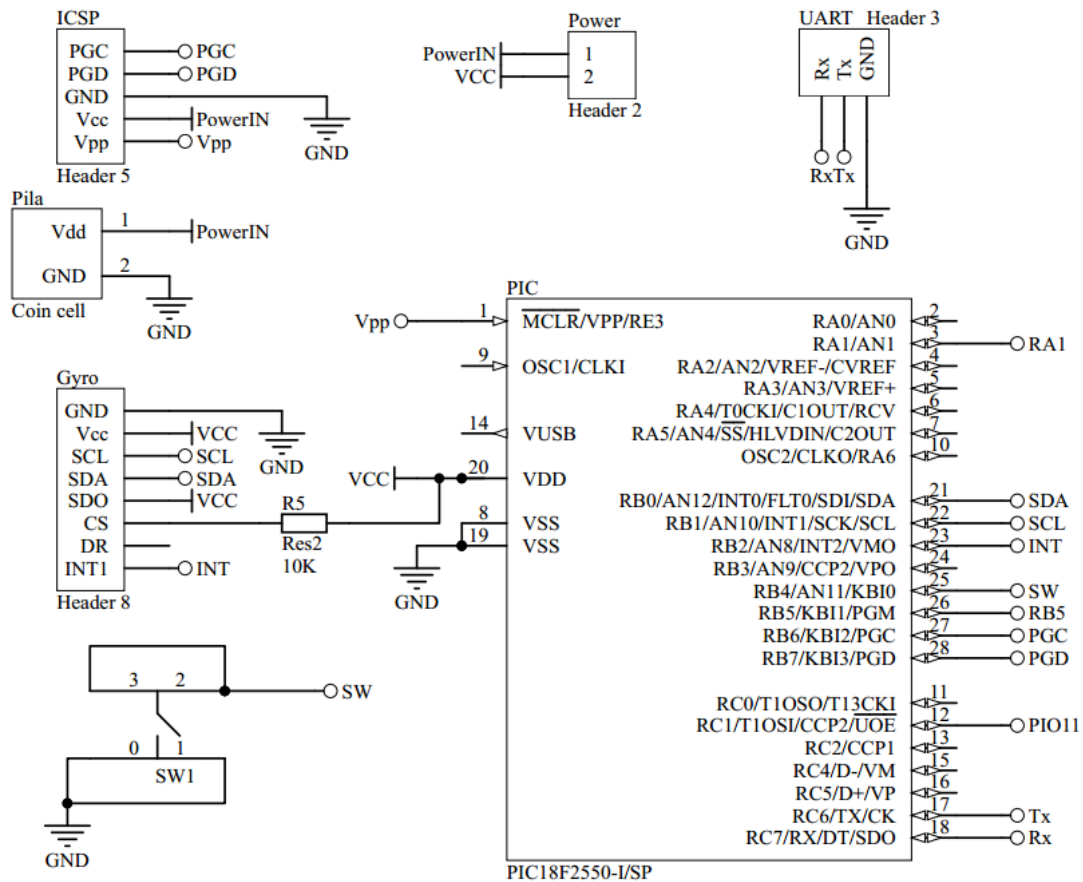 ICSP
PGC PGC
PGD PGD
GND
Vcc PowerIN
Vpp Vpp
GND
Header 5
Power
PowerIN 1
VCC 2
Header 2
UART Header 3
Rx Tx GND
RxTx
GND
Pila
Vdd 1 PowerIN
GND 2
GND
Coin cell
Gyro
GND
Vcc VCC
SCL SCL
SDA SDA
SDO VCC
CS
DR
INT1 INT
GND
Header 8
R5
Res2
10K
VCC
GND
3 2
SW
0 1
SW1
GND
PIC
Vpp 1 MCLR/VPP/RE3
9 OSC1/CLKI
14 VUSB
20 VDD
8 VSS
19 VSS
RA0/AN0 2
RA1/AN1 3 RA1
RA2/AN2/VREF-/CVREF 4
RA3/AN3/VREF+ 5
RA4/T0CKI/C1OUT/RCV 6
RA5/AN4/SS/HLVDIN/C2OUT 7
OSC2/CLKO/RA6 10
RB0/AN12/INT0/FLT0/SDI/SDA 21 SDA
RB1/AN10/INT1/SCK/SCL 22 SCL
RB2/AN8/INT2/VMO 23 INT
RB3/AN9/CCP2/VPO 24
RB4/AN11/KBI0 25 SW
RB5/KBI1/PGM 26 RB5
RB6/KBI2/PGC 27 PGC
RB7/KBI3/PGD 28 PGD
RC0/T1OSO/T13CKI 11
RC1/T1OSI/CCP2/UOE 12 PIO11
RC2/CCP1 13
RC4/D-/VM 15
RC5/D+/VP 16
RC6/TX/CK 17 Tx
RC7/RX/DT/SDO 18 Rx
PIC18F2550-I/SP